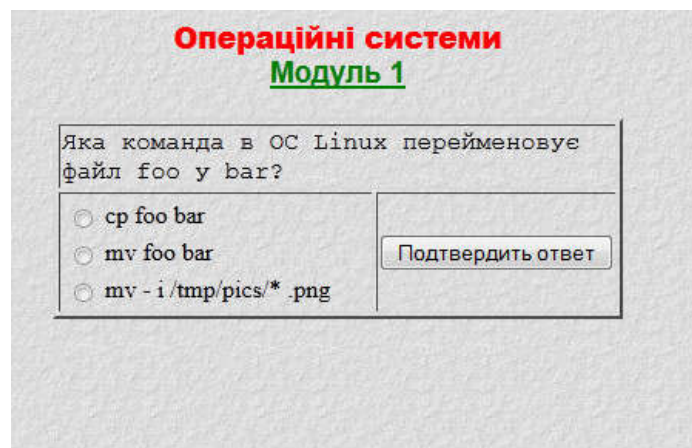 Операційні системи
Модуль 1
Яка команда в ОС Linux перейменовує
файл foo у bar?
cp foo bar
mv foo bar
Подтвердить ответ
mv - i /tmp/pics/* .png